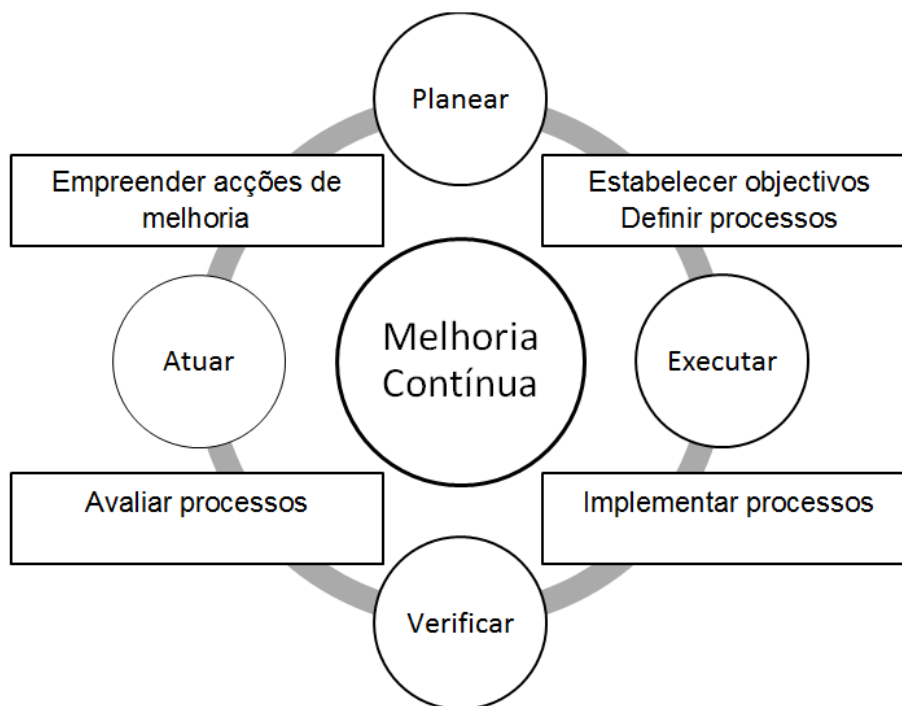 Planear
Empreender acções de
melhoria
Estabelecer objectivos
Definir processos
Melhoria
Contínua
Atuar
Executar
Avaliar processos
Implementar processos
Verificar